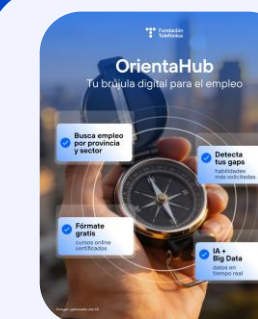 Fundación
Telefónica
OrientaHub
Tu brújula digital para el empleo
Busca empleo
por provincia
y sector
Detecta
tus gaps
habilidades
más solicitadas
Fórmate
gratis
cursos online
certificados
IA +
Big Data
datos en
tiempo real